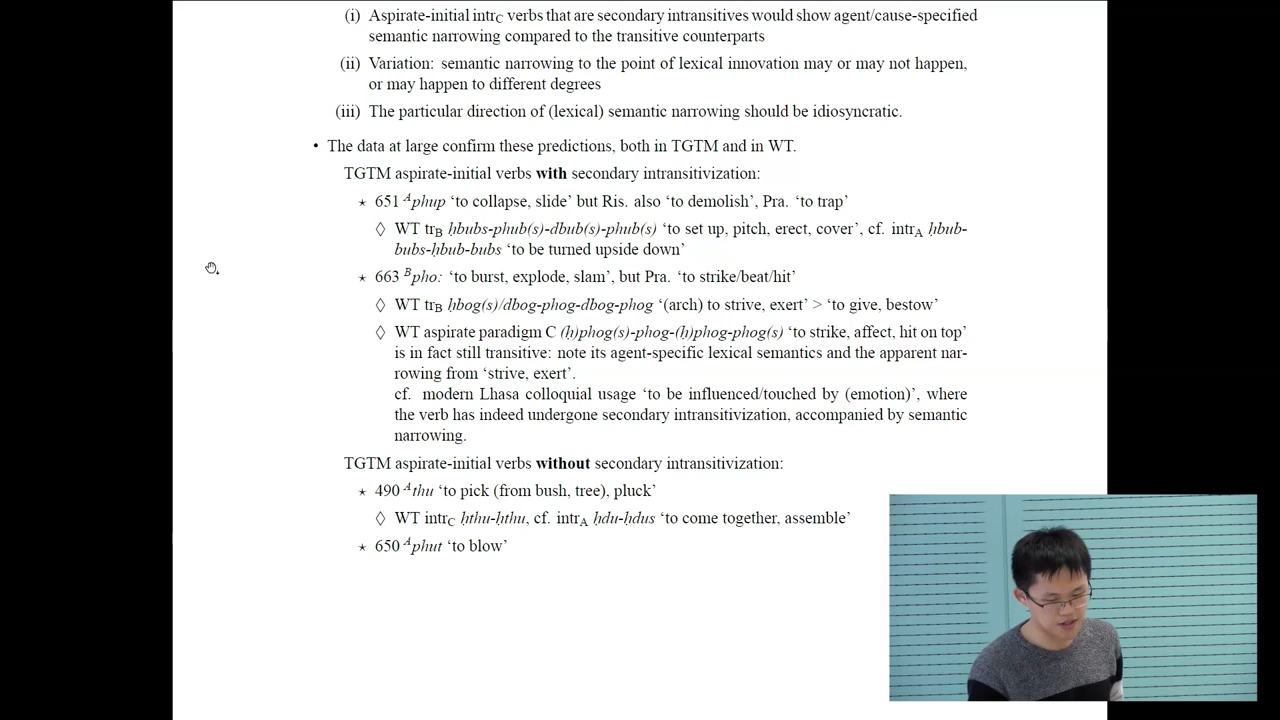 (i) Aspirate-initial intrC verbs that are secondary intransitives would show agent/cause-specified
semantic narrowing compared to the transitive counterparts
(ii) Variation: semantic narrowing to the point of lexical innovation may or may not happen,
or may happen to different degrees
(iii) The particular direction of (lexical) semantic narrowing should be idiosyncratic.
• The data at large confirm these predictions, both in TGTM and in WT.
TGTM aspirate-initial verbs with secondary intransitivization:
⋆ 651 ᴬphup ‘to collapse, slide’ but Ris. also ‘to demolish’, Pra. ‘to trap’
◊ WT trB ḥbubs-phub(s)-dbub(s)-phub(s) ‘to set up, pitch, erect, cover’, cf. intrA ḥbub-
bubs-ḥbub-bubs ‘to be turned upside down’
⋆ 663 ᴮpho: ‘to burst, explode, slam’, but Pra. ‘to strike/beat/hit’
◊ WT trB ḥbog(s)/dbog-phog-dbog-phog ‘(arch) to strive, exert’ > ‘to give, bestow’
◊ WT aspirate paradigm C (ḥ)phog(s)-phog-(ḥ)phog-phog(s) ‘to strike, affect, hit on top’
is in fact still transitive: note its agent-specific lexical semantics and the apparent nar-
rowing from ‘strive, exert’.
cf. modern Lhasa colloquial usage ‘to be influenced/touched by (emotion)’, where
the verb has indeed undergone secondary intransitivization, accompanied by semantic
narrowing.
TGTM aspirate-initial verbs without secondary intransitivization:
⋆ 490 ᴬthu ‘to pick (from bush, tree), pluck’
◊ WT intrC ḥthu-ḥthu, cf. intrA ḥdu-ḥdus ‘to come together, assemble’
⋆ 650 ᴬphut ‘to blow’